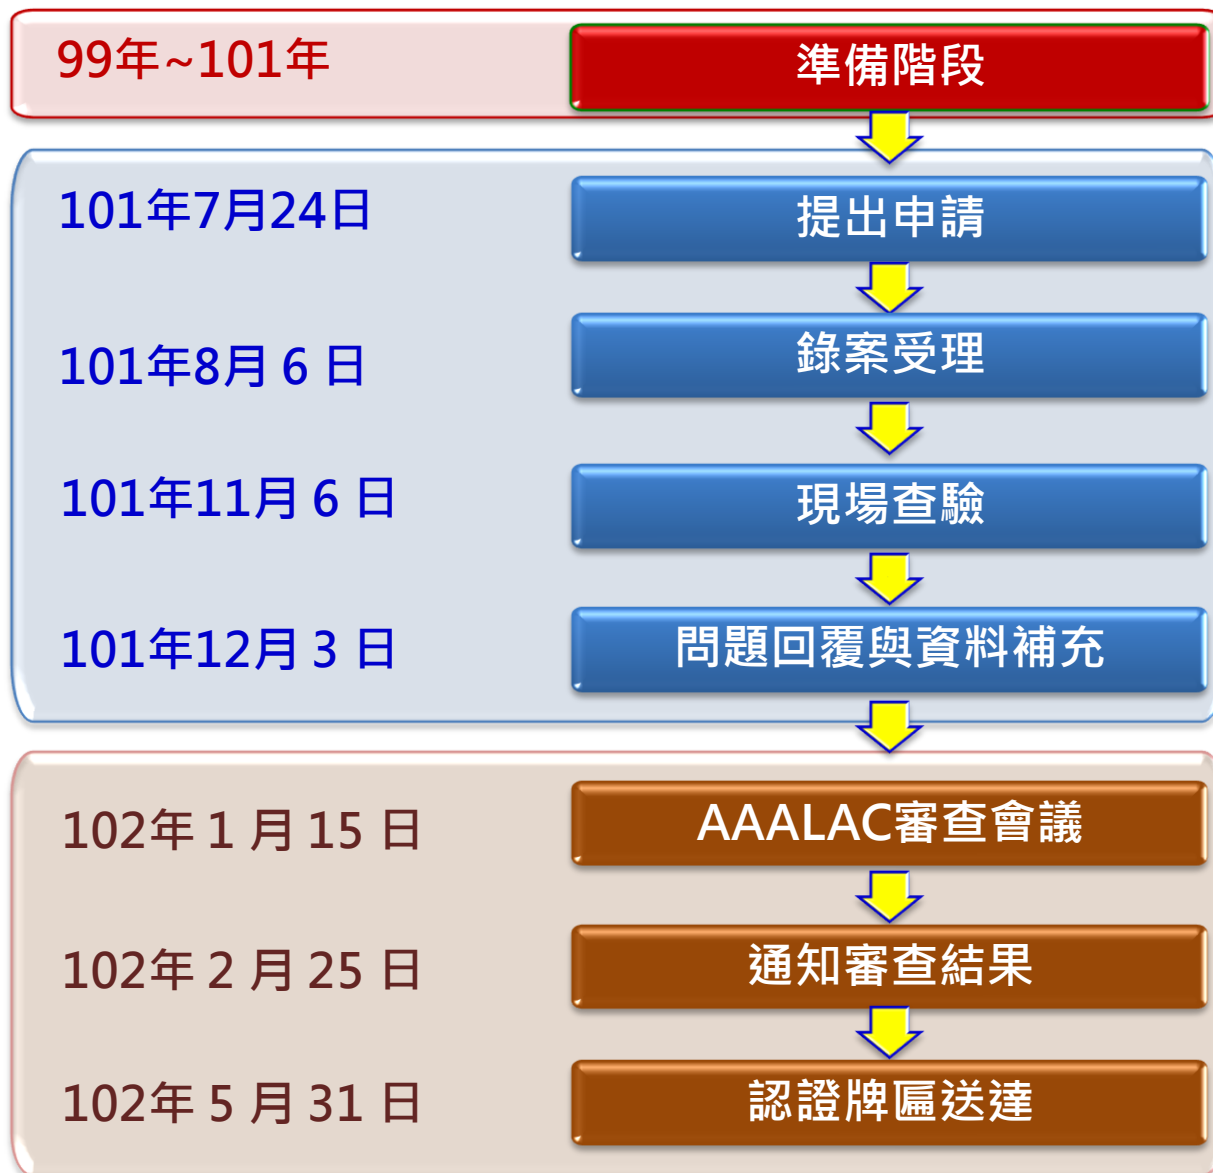 99年~101年
準備階段
101年7月24日
提出申請
101年8月 6 日
錄案受理
101年11月 6 日
現場查驗
101年12月 3 日
問題回覆與資料補充
102年 1 月 15 日
AAALAC審查會議
102年 2 月 25 日
通知審查結果
102年 5 月 31 日
認證牌匾送達